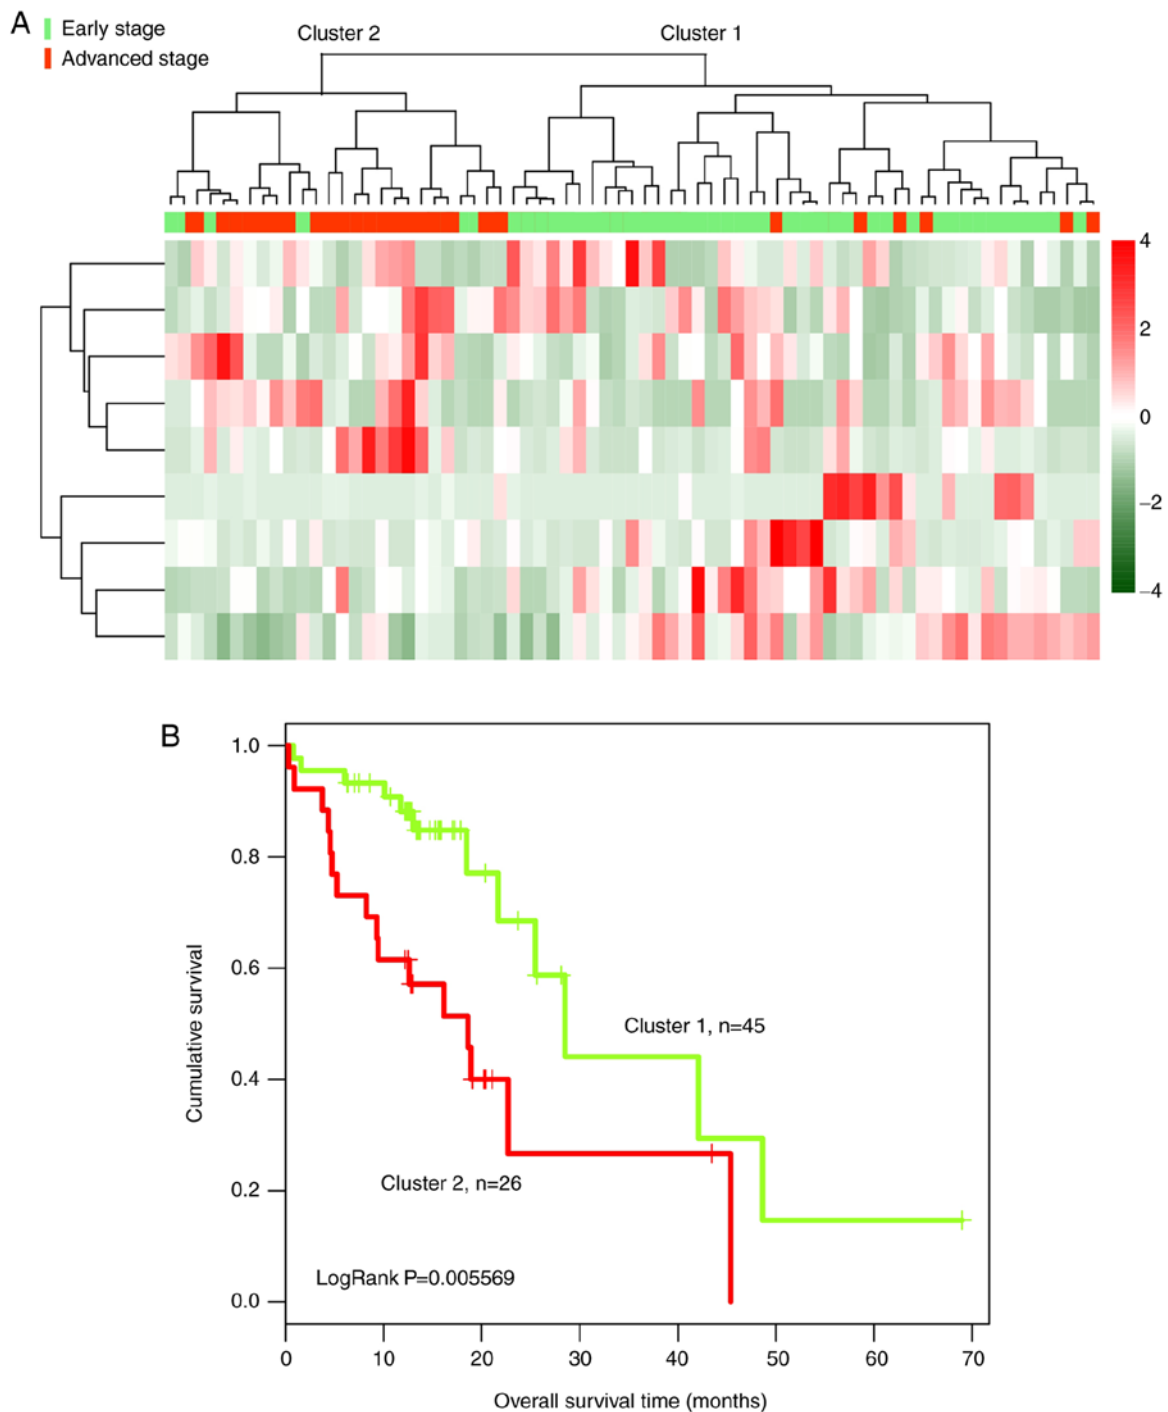 A
Early stage
Advanced stage
Cluster 2
Cluster 1
4
2
0
−2
−4
B
1.0
0.8
0.6
0.4
0.2
0.0
Cumulative survival
Cluster 1, n=45
Cluster 2, n=26
LogRank P=0.005569
0 10 20 30 40 50 60 70
Overall survival time (months)